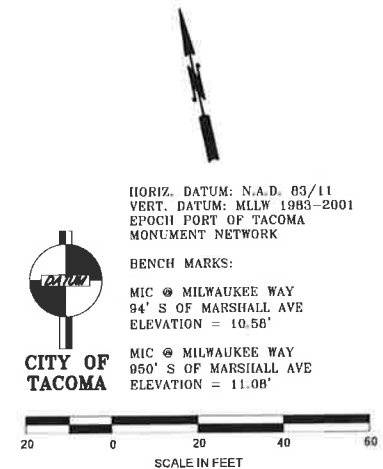 N
HORIZ. DATUM: N.A.D. 83/11
VERT. DATUM: MLLW 1983-2001
EPOCH PORT OF TACOMA
MONUMENT NETWORK
BENCH MARKS:
MIC @ MILWAUKEE WAY
94' S OF MARSHALL AVE
ELEVATION = 10.58'
MIC @ MILWAUKEE WAY
950' S OF MARSHALL AVE
ELEVATION = 11.08'
DATUM
CITY OF
TACOMA
20 0 20 40 60
SCALE IN FEET